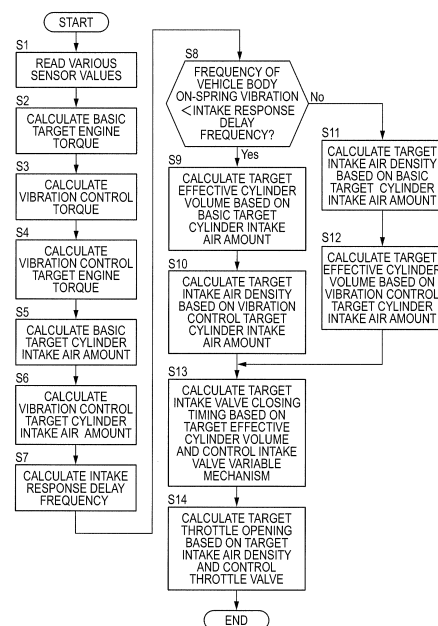 START
S1
READ VARIOUS
SENSOR VALUES
S2
CALCULATE BASIC
TARGET ENGINE
TORQUE
S3
CALCULATE
VIBRATION CONTROL
TORQUE
S4
CALCULATE
VIBRATION CONTROL
TARGET ENGINE
TORQUE
S5
CALCULATE BASIC
TARGET CYLINDER
INTAKE AIR AMOUNT
S6
CALCULATE
VIBRATION CONTROL
TARGET CYLINDER
INTAKE AIR AMOUNT
S7
CALCULATE INTAKE
RESPONSE DELAY
FREQUENCY
S8
FREQUENCY OF
VEHICLE BODY
ON-SPRING VIBRATION
<INTAKE RESPONSE
DELAY
FREQUENCY?
No
Yes
S9
CALCULATE TARGET
EFFECTIVE CYLINDER
VOLUME BASED ON
BASIC TARGET
CYLINDER INTAKE
AIR AMOUNT
S10
CALCULATE TARGET
INTAKE AIR DENSITY
BASED ON VIBRATION
CONTROL TARGET
CYLINDER INTAKE
AIR AMOUNT
S11
CALCULATE TARGET
INTAKE AIR DENSITY
BASED ON BASIC
TARGET CYLINDER
INTAKE AIR AMOUNT
S12
CALCULATE TARGET
EFFECTIVE CYLINDER
VOLUME BASED ON
VIBRATION CONTROL
TARGET CYLINDER
INTAKE AIR AMOUNT
S13
CALCULATE TARGET
INTAKE VALVE CLOSING
TIMING BASED ON
TARGET EFFECTIVE
CYLINDER VOLUME
AND CONTROL INTAKE
VALVE VARIABLE
MECHANISM
S14
CALCULATE TARGET
THROTTLE OPENING
BASED ON TARGET
INTAKE AIR DENSITY
AND CONTROL
THROTTLE VALVE
END